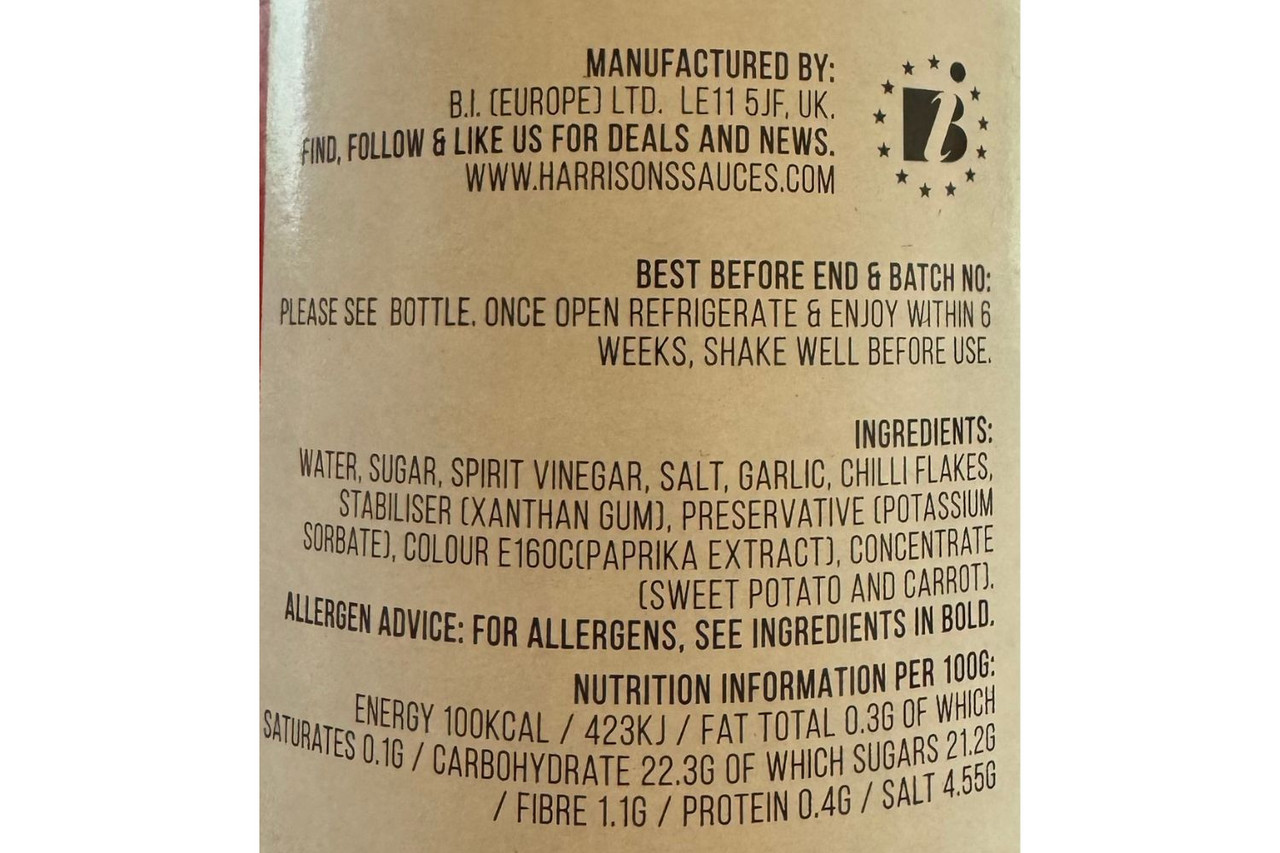 MANUFACTURED BY:
B.I. (EUROPE) LTD. LE11 5JF, UK.
FIND, FOLLOW & LIKE US FOR DEALS AND NEWS.
WWW.HARRISONSSAUCES.COM
Bi
BEST BEFORE END & BATCH NO:
PLEASE SEE BOTTLE. ONCE OPEN REFRIGERATE & ENJOY WITHIN 6
WEEKS, SHAKE WELL BEFORE USE.
INGREDIENTS:
WATER, SUGAR, SPIRIT VINEGAR, SALT, GARLIC, CHILLI FLAKES,
STABILISER (XANTHAN GUM), PRESERVATIVE (POTASSIUM
SORBATE), COLOUR E160C(PAPRIKA EXTRACT), CONCENTRATE
(SWEET POTATO AND CARROT).
ALLERGEN ADVICE: FOR ALLERGENS, SEE INGREDIENTS IN BOLD.
NUTRITION INFORMATION PER 100G:
ENERGY 100KCAL / 423KJ / FAT TOTAL 0.3G OF WHICH
SATURATES 0.1G / CARBOHYDRATE 22.3G OF WHICH SUGARS 21.2G
/ FIBRE 1.1G / PROTEIN 0.4G / SALT 4.55G